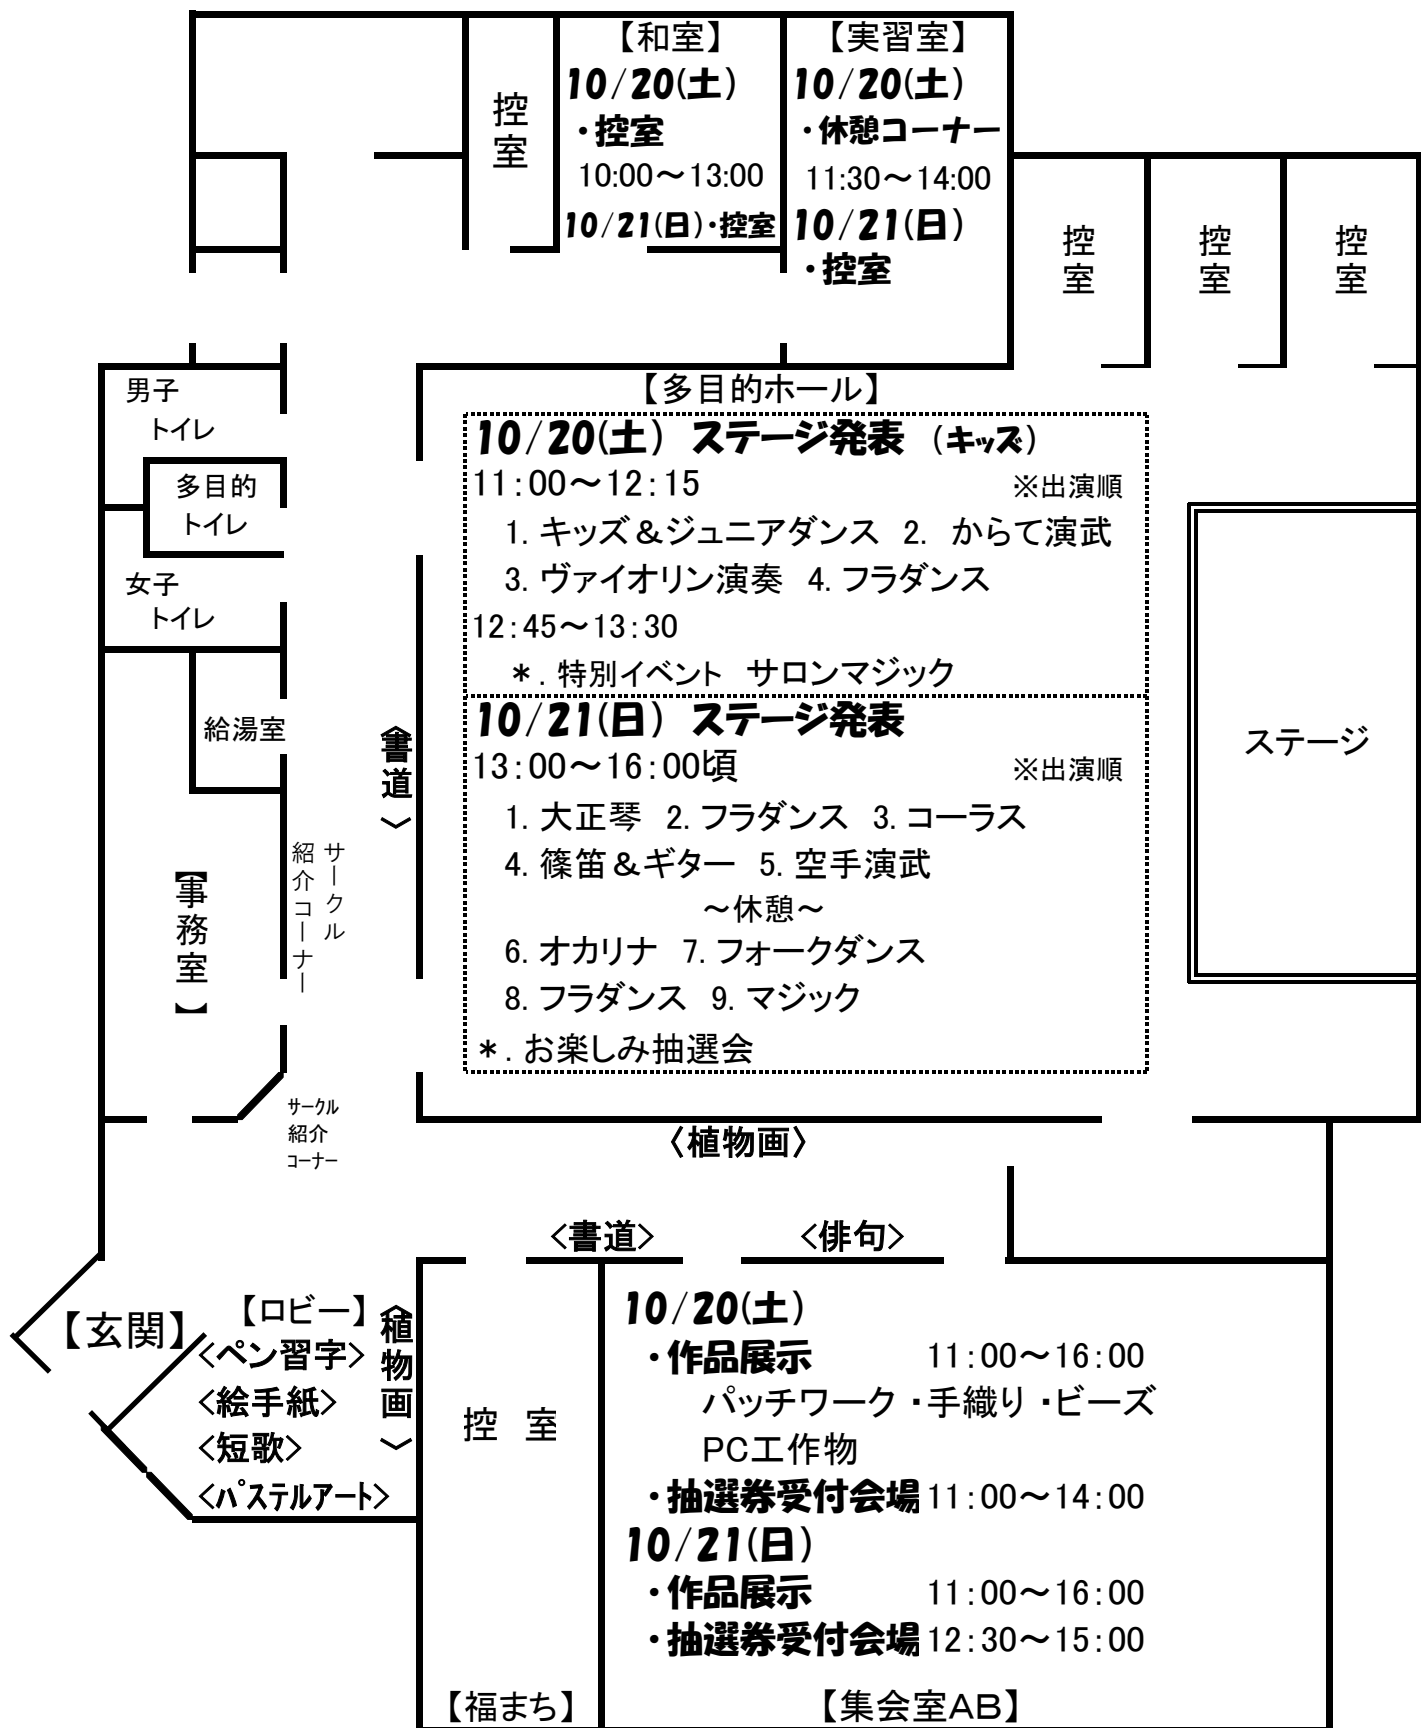 控室
【和室】
10/20(土)
・控室
10:00～13:00
10/21(日)・控室
【実習室】
10/20(土)
・休憩コーナー
11:30～14:00
10/21(日)
・控室
控室
控室
控室
男子
トイレ
多目的
トイレ
女子
トイレ
給湯室
【事務室】
サークル
紹介コーナー
〈書道〉
サークル
紹介
コーナー
【多目的ホール】
10/20(土) ステージ発表 (キッズ)
11:00～12:15 ※出演順
1. キッズ＆ジュニアダンス 2. からて演武
3. ヴァイオリン演奏 4. フラダンス
12:45～13:30
＊. 特別イベント サロンマジック
10/21(日) ステージ発表
13:00～16:00頃 ※出演順
1. 大正琴 2. フラダンス 3. コーラス
4. 篠笛＆ギター 5. 空手演武
～休憩～
6. オカリナ 7. フォークダンス
8. フラダンス 9. マジック
＊. お楽しみ抽選会
ステージ
〈植物画〉
<書道> <俳句>
【玄関】
【ロビー】
<ペン習字>
<絵手紙>
<短歌>
<パステルアート>
〈植物画〉
控 室
【福まち】
10/20(土)
・作品展示 11:00～16:00
パッチワーク・手織り・ビーズ
PC工作物
・抽選券受付会場 11:00～14:00
10/21(日)
・作品展示 11:00～16:00
・抽選券受付会場 12:30～15:00
【集会室AB】